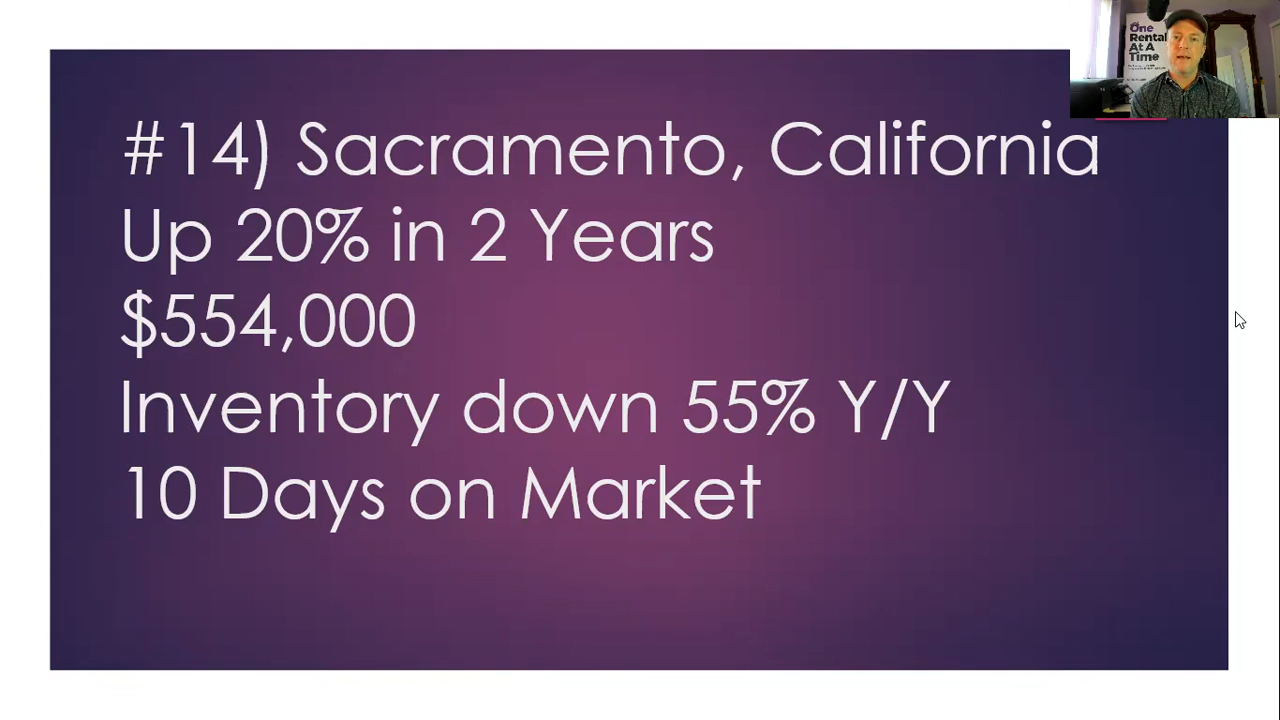 One
Rental
At A
Time
#14) Sacramento, California
Up 20% in 2 Years
$554,000
Inventory down 55% Y/Y
10 Days on Market